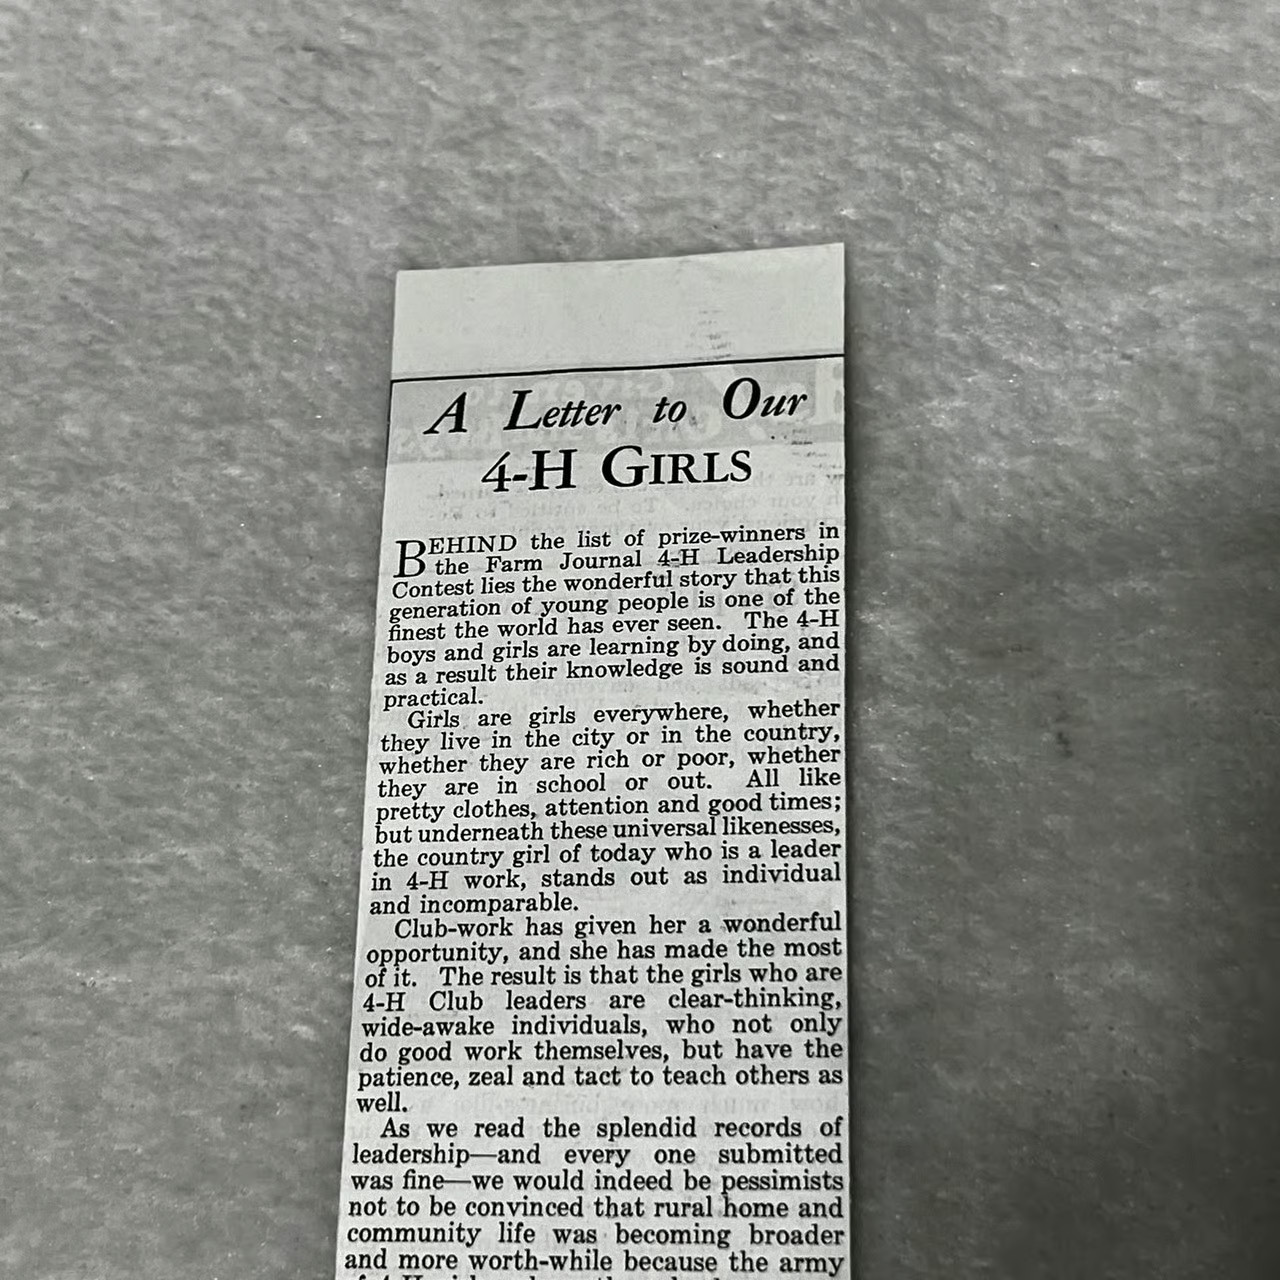 A Letter to Our
4-H GIRLS
BEHIND the list of prize-winners in
the Farm Journal 4-H Leadership
Contest lies the wonderful story that this
generation of young people is one of the
finest the world has ever seen. The 4-H
boys and girls are learning by doing, and
as a result their knowledge is sound and
practical.
Girls are girls everywhere, whether
they live in the city or in the country,
whether they are rich or poor, whether
they are in school or out. All like
pretty clothes, attention and good times;
but underneath these universal likenesses,
the country girl of today who is a leader
in 4-H work, stands out as individual
and incomparable.
Club-work has given her a wonderful
opportunity, and she has made the most
of it. The result is that the girls who are
4-H Club leaders are clear-thinking,
wide-awake individuals, who not only
do good work themselves, but have the
patience, zeal and tact to teach others as
well.
As we read the splendid records of
leadership—and every one submitted
was fine—we would indeed be pessimists
not to be convinced that rural home and
community life was becoming broader
and more worth-while because the army